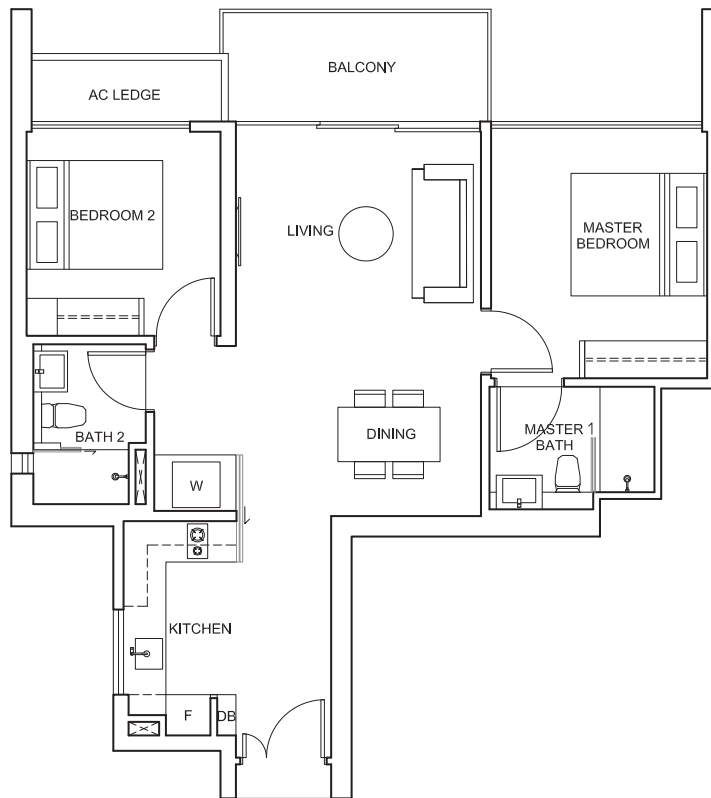 BALCONY
AC LEDGE
BEDROOM 2
LIVING
MASTER
BEDROOM
BATH 2
DINING
MASTER 1
BATH
W
KITCHEN
F
DB